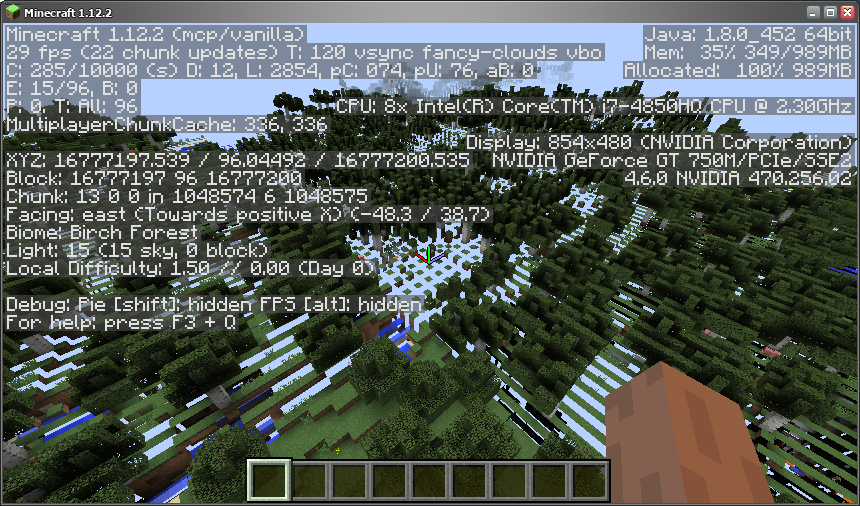 Minecraft 1.12.2
Minecraft 1.12.2 (mcp/vanilla)
29 fps (22 chunk updates) T: 120 vsync fancy-clouds vbo
C: 285/10000 (s) D: 12, L: 2854, pC: 074, pU: 76, aB: 0
E: 15/96, B: 0
P: 0, T: All: 96
MultiplayerChunkCache: 336, 336
XYZ: 16777197.539 / 96.04492 / 16777200.535
Block: 16777197 96 16777200
Chunk: 13 0 0 in 1048574 6 1048575
Facing: east (Towards positive X) (-48.3 / 38.7)
Biome: Birch Forest
Light: 15 (15 sky, 0 block)
Local Difficulty: 1.50 // 0.00 (Day 0)
Debug: Pie [shift]: hidden FPS [alt]: hidden
For help: press F3 + Q
Java: 1.8.0_452 64bit
Mem: 35% 349/989MB
Allocated: 100% 989MB
CPU: 8x Intel(R) Core(TM) i7-4850HQ CPU @ 2.30GHz
Display: 854x480 (NVIDIA Corporation)
NVIDIA GeForce GT 750M/PCIe/SSE2
4.6.0 NVIDIA 470.256.02